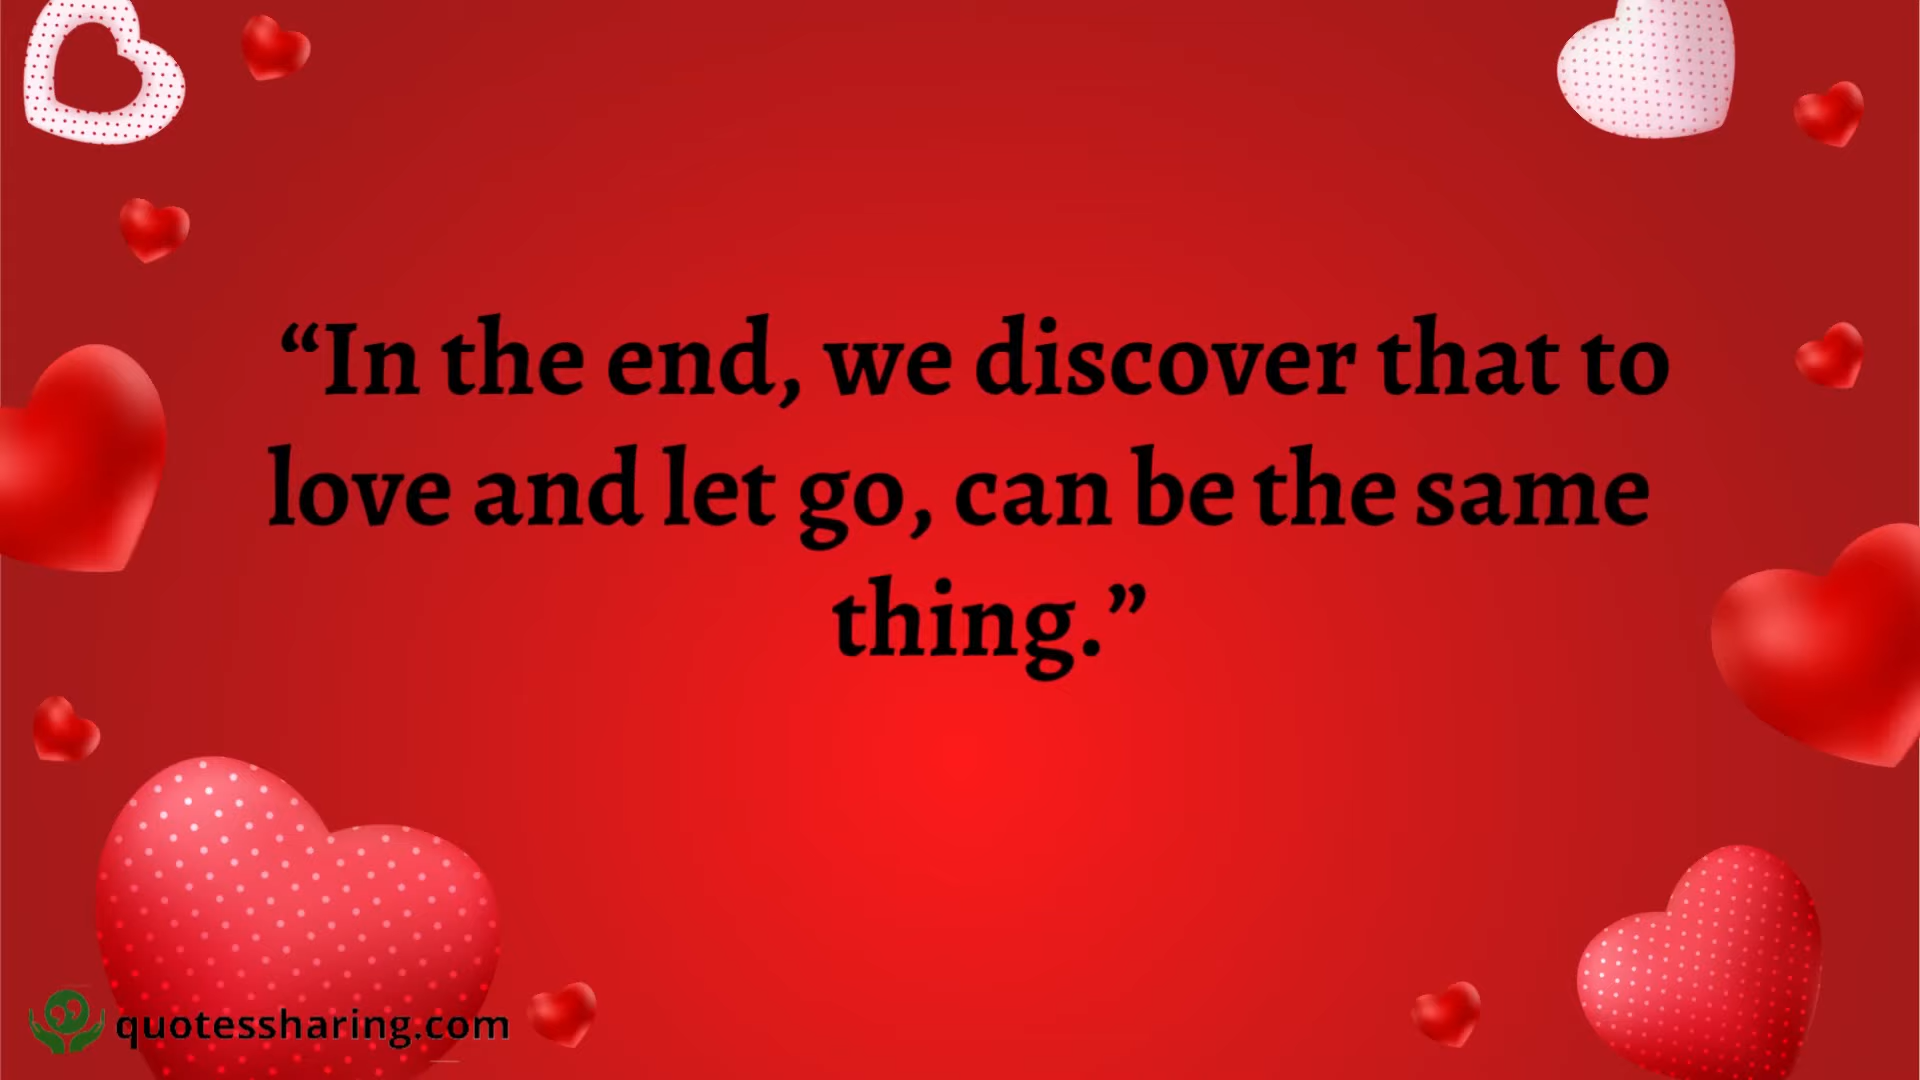 “In the end, we discover that to
love and let go, can be the same
thing.”
quotessharing.com